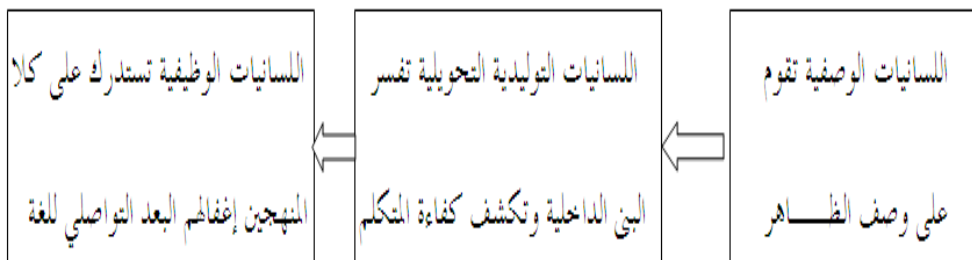 اللسانيات الوصفية تقوم
على وصف الظـــــاهر
اللسانيات التوليدية التحويلية تفسر
البنى الداخلية وتكشف كفاءة المتكلم
اللسانيات الوظيفية تستدرك على كلا
المنهجين إغفالهم البعد التواصلي للغة